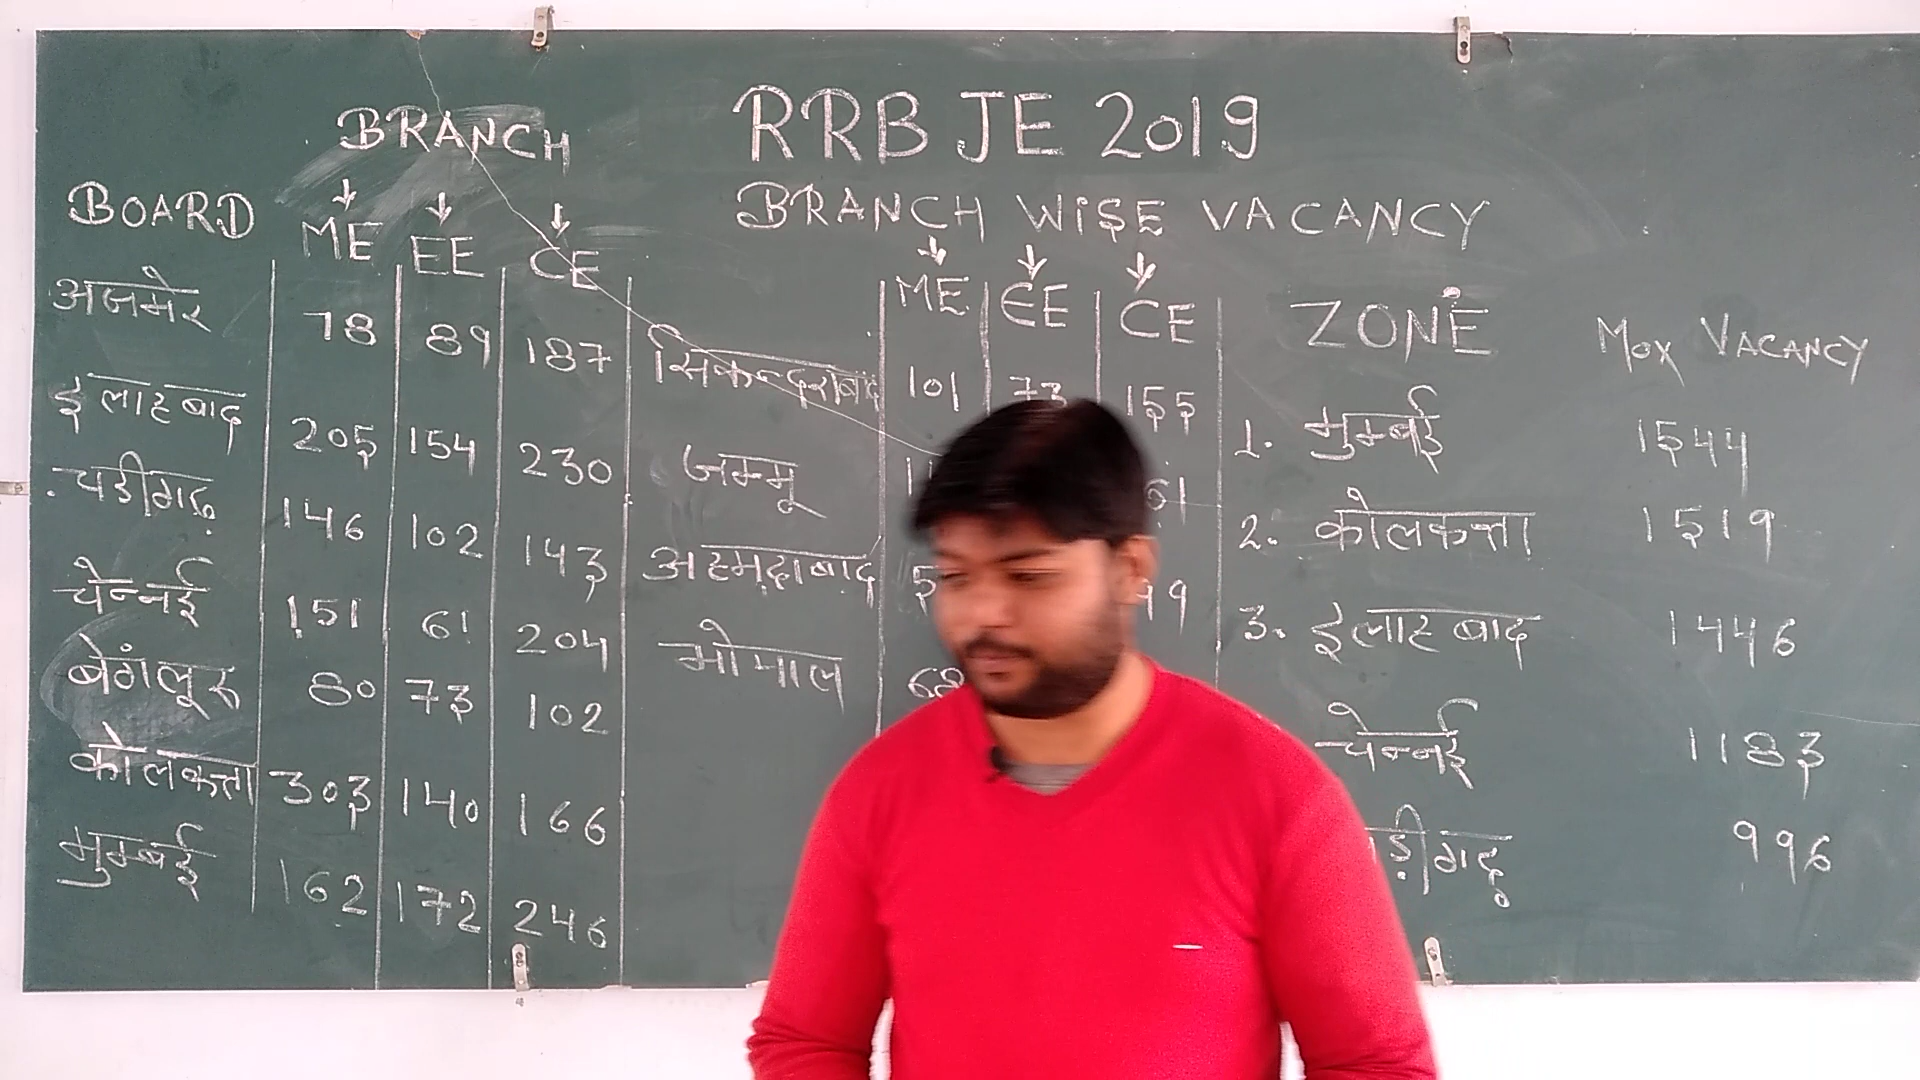 BRANCH
RRB JE 2019
BOARD ME EE CE
BRANCH WISE VACANCY
ME EE CE
ZONE Max VACANCY
अजमेर 78 89 187
सिकन्दराबाद 101 73 155
इलाहबाद 205 154 230
जम्मू
चडीगढ़ 146 102 143
अहमदाबाद
चेन्नई 151 61 204
भोपाल 68
बेगंलूरू 80 73 102
कोलकत्ता 303 140 166
मुम्बई 162 172 246
1. मुम्बई 1544
2. कोलकत्ता 1519
3. इलाहबाद 1446
चेन्नई 1183
996